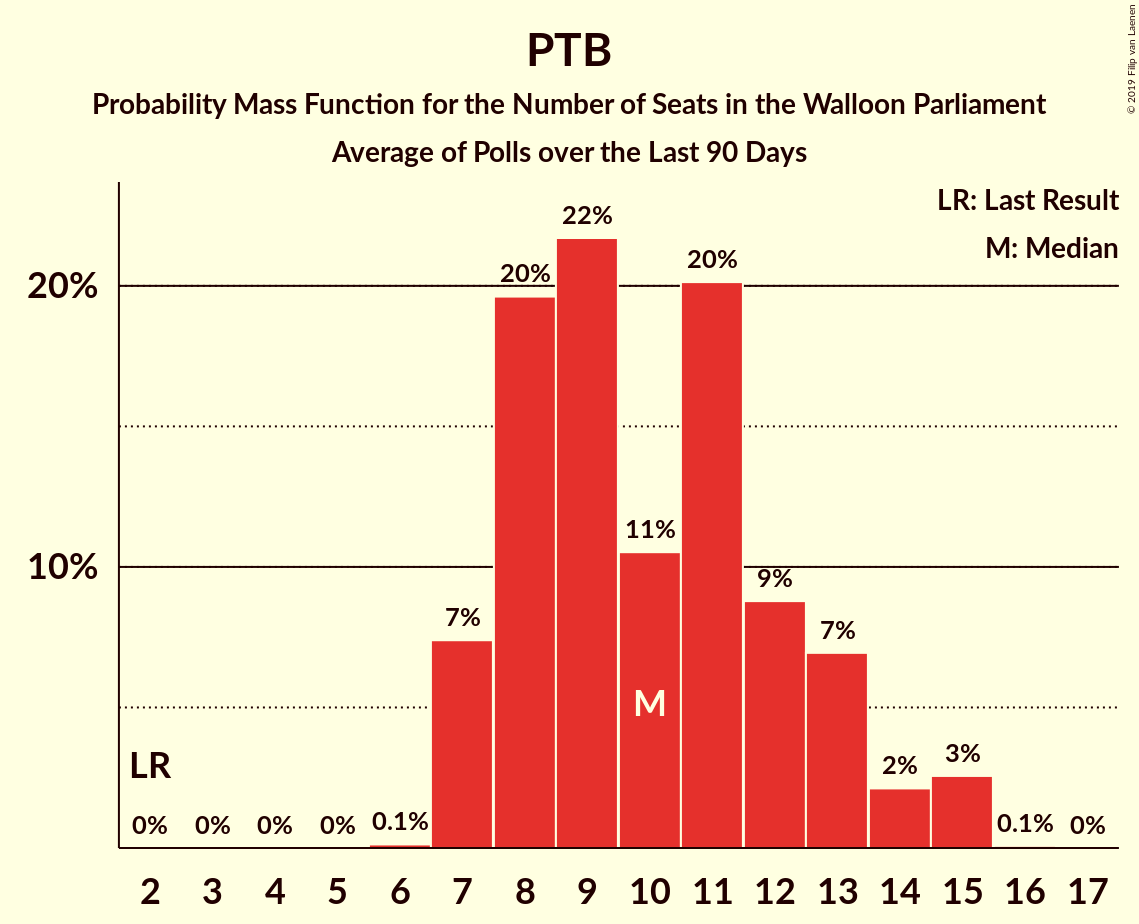 PTB
Probability Mass Function for the Number of Seats in the Walloon Parliament
Average of Polls over the Last 90 Days
© 2019 Filip van Laenen
LR: Last Result
M: Median
22%
20%
20%
20%
11%
10%
9%
7%
7%
M
LR
3%
2%
0%
0%
0%
0%
0.1%
0.1%
0%
2 3 4 5 6 7 8 9 10 11 12 13 14 15 16 17